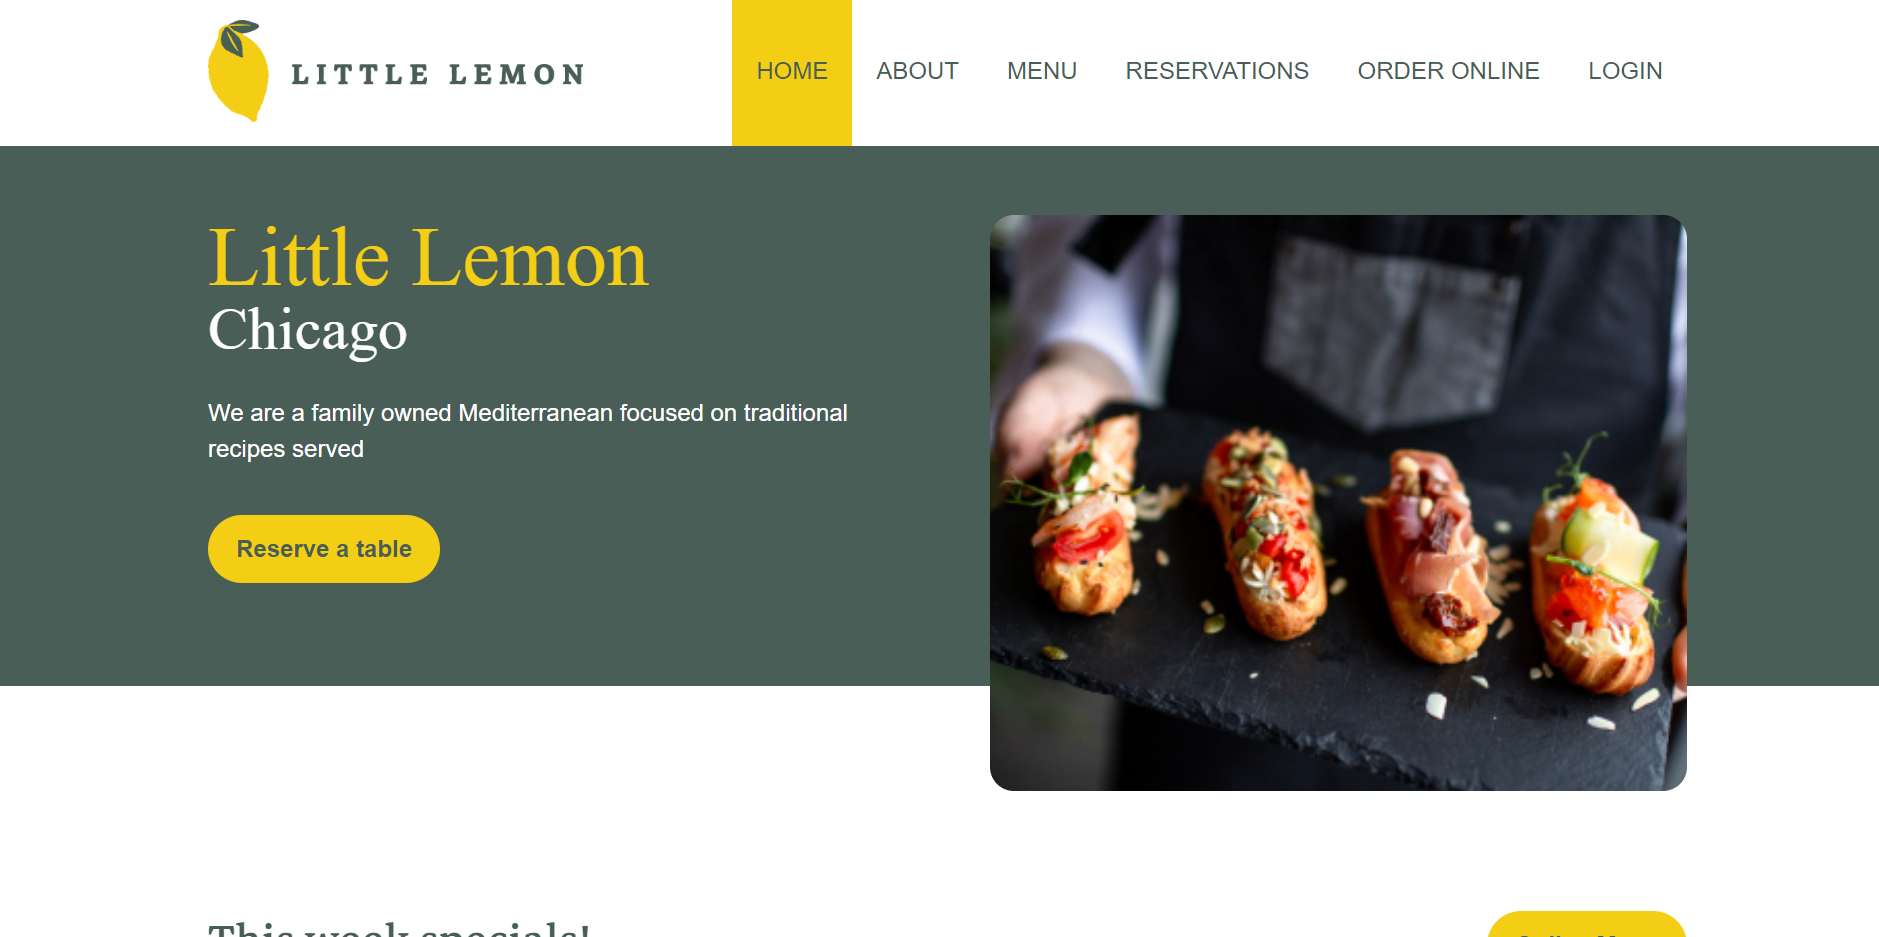 LITTLE LEMON
HOME ABOUT MENU RESERVATIONS ORDER ONLINE LOGIN
Little Lemon
Chicago
We are a family owned Mediterranean focused on traditional
recipes served
Reserve a table
This week specials!